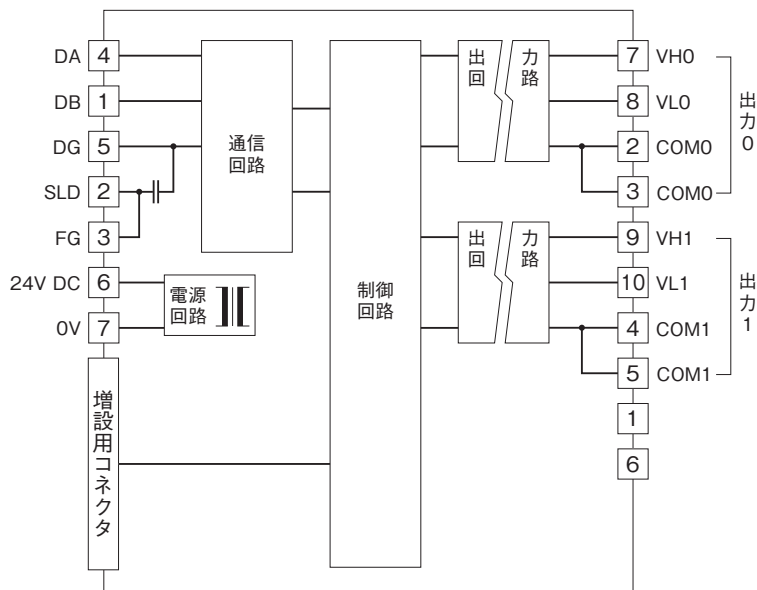 DA 4
DB 1
DG 5
SLD 2
FG 3
24V DC 6
0V 7
通信
回路
電源
回路
増設用コネクタ
制御
回路
出力
回路
出力
回路
7 VH0
8 VL0
2 COM0
3 COM0
出力0
9 VH1
10 VL1
4 COM1
5 COM1
出力1
1
6